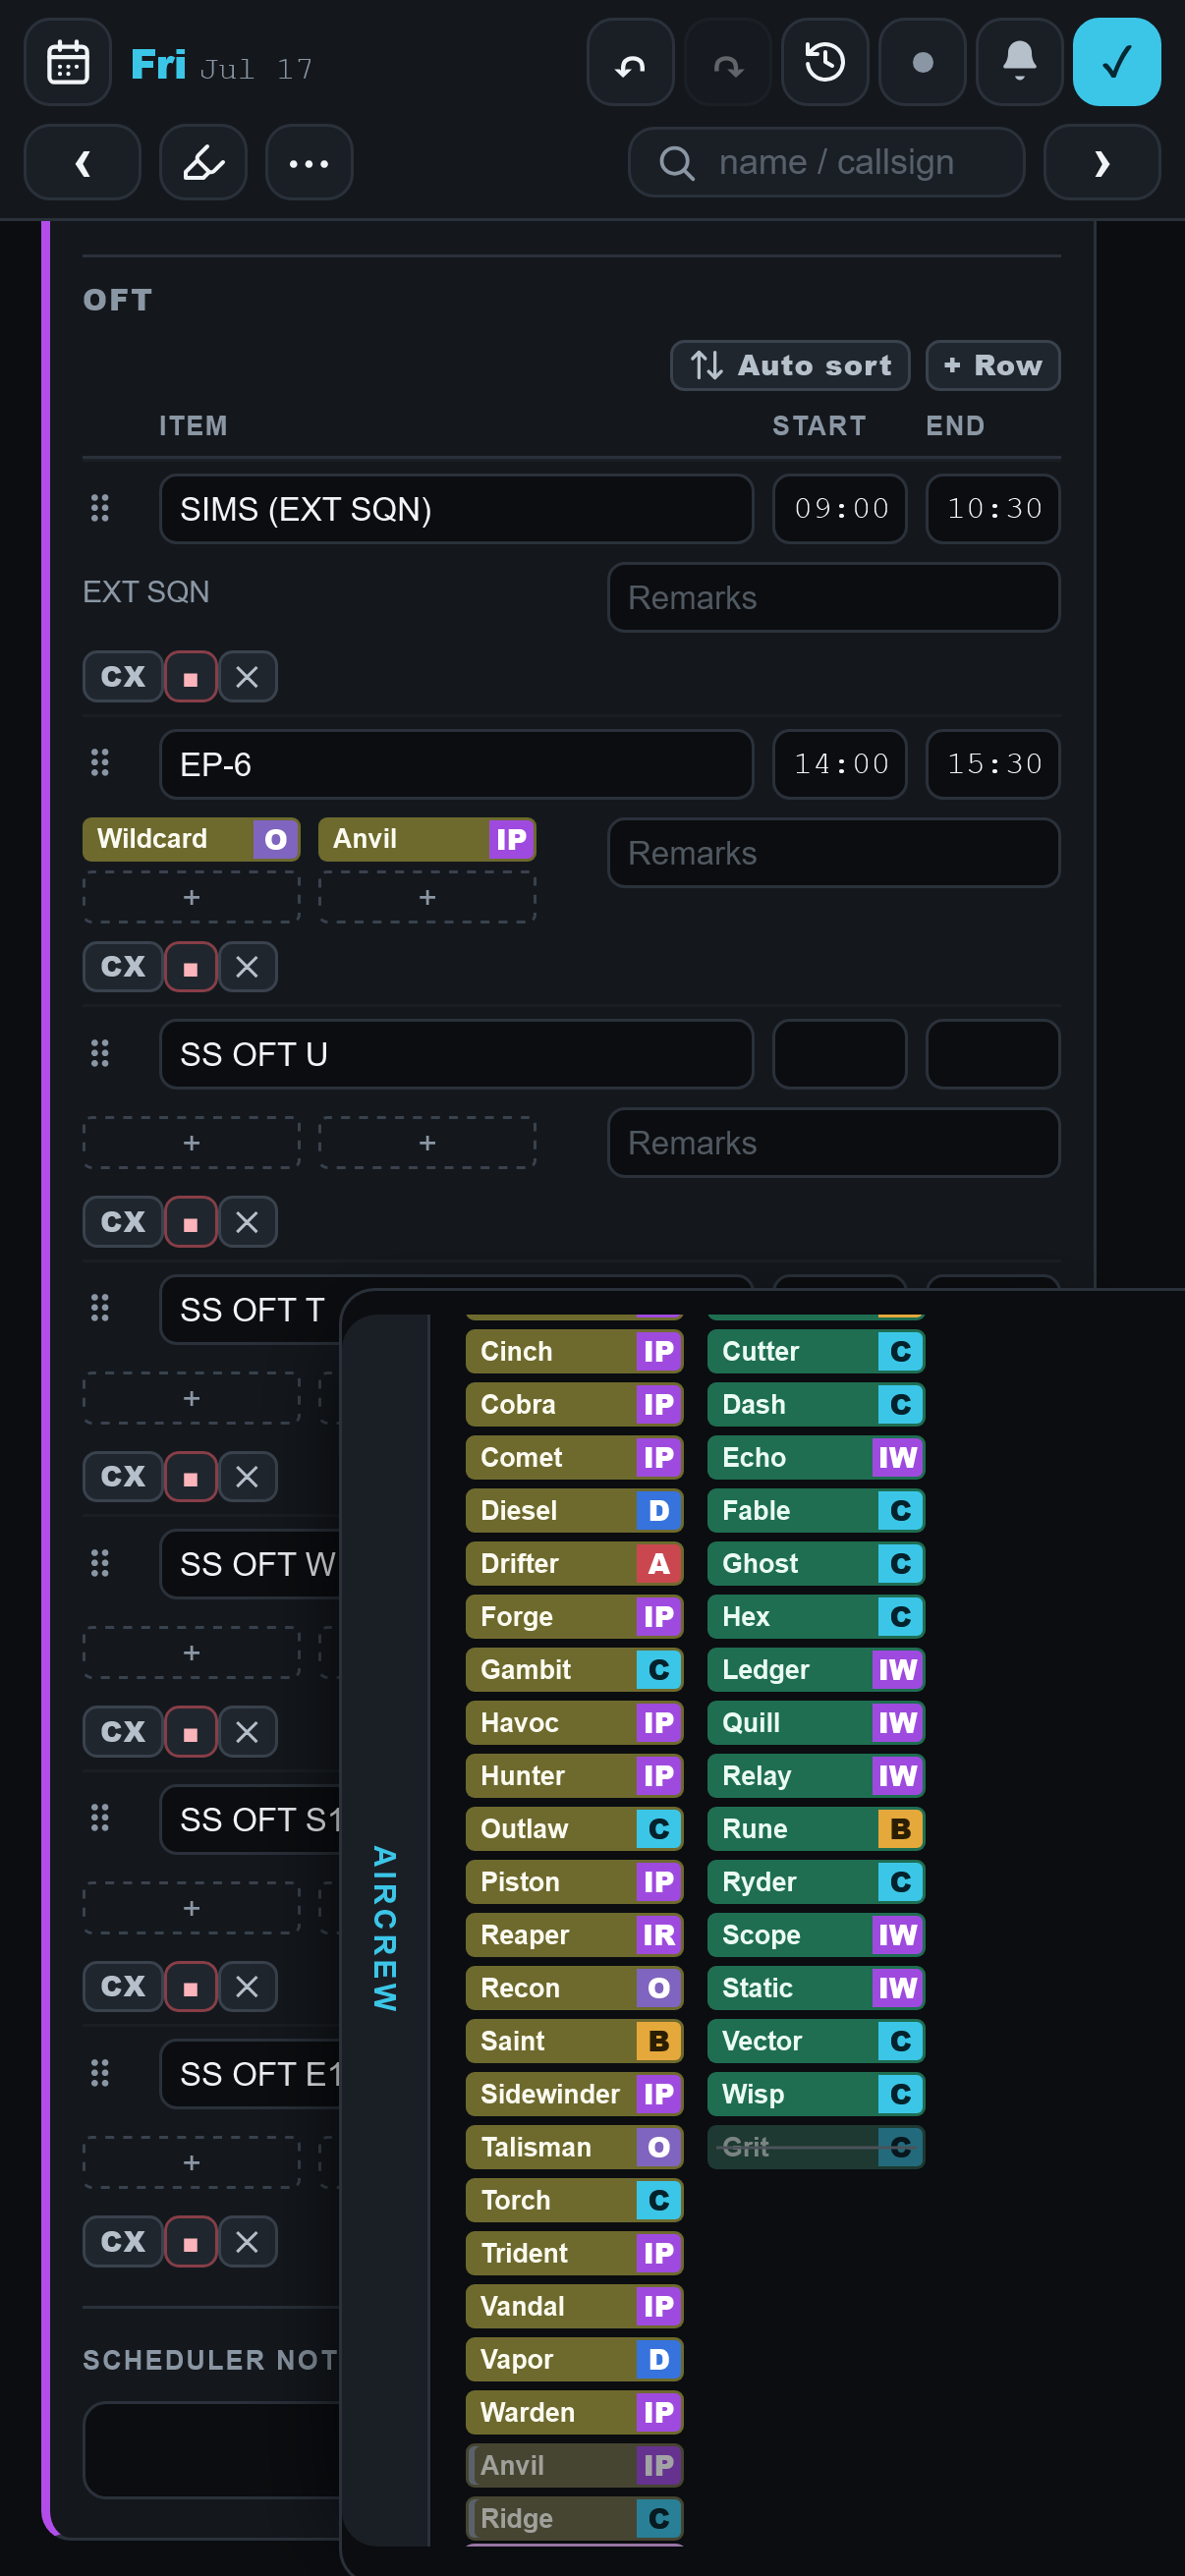 Fri Jul 17
name / callsign
OFT
Auto sort + Row
ITEM START END
SIMS (EXT SQN) 09:00 10:30
EXT SQN Remarks
CX
EP-6 14:00 15:30
Wildcard O Anvil IP Remarks
+ +
CX
SS OFT U
+ + Remarks
CX
SS OFT T
+
CX
SS OFT W
+
CX
SS OFT S1
+
CX
SS OFT E1
+
CX
SCHEDULER NOT
AIRCREW
Cinch IP Cutter C
Cobra IP Dash C
Comet IP Echo IW
Diesel D Fable C
Drifter A Ghost C
Forge IP Hex C
Gambit C Ledger IW
Havoc IP Quill IW
Hunter IP Relay IW
Outlaw C Rune B
Piston IP Ryder C
Reaper IR Scope IW
Recon O Static IW
Saint B Vector C
Sidewinder IP Wisp C
Talisman O Grit C
Torch C
Trident IP
Vandal IP
Vapor D
Warden IP
Anvil IP
Ridge C